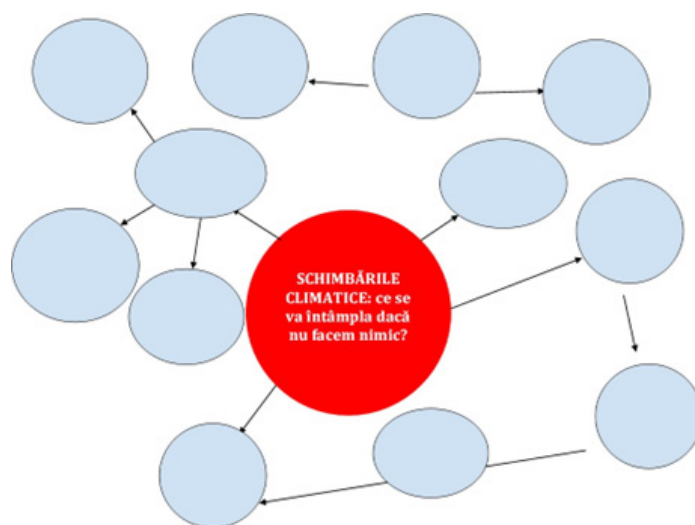 SCHIMBĂRILE
CLIMATICE: ce se
va întâmpla dacă
nu facem nimic?